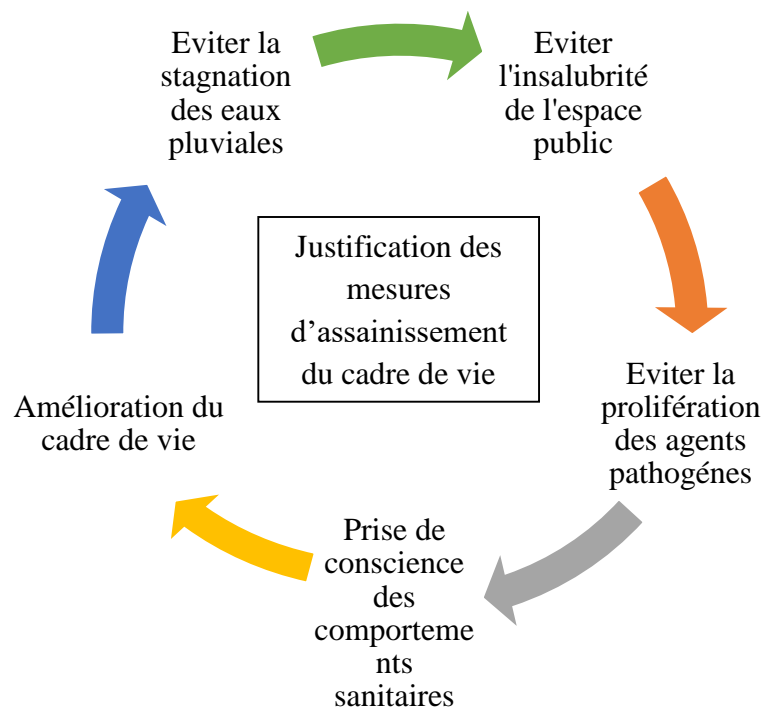 Eviter la
stagnation
des eaux
pluviales
Eviter
l'insalubrité
de l'espace
public
Justification des
mesures
d’assainissement
du cadre de vie
Eviter la
prolifération
des agents
pathogénes
Prise de
conscience
des
comporteme
nts
sanitaires
Amélioration du
cadre de vie